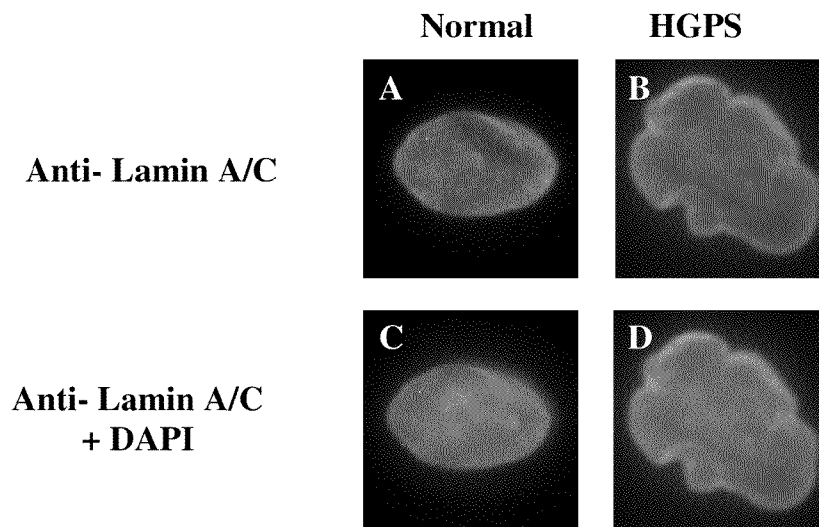 Normal HGPS
A B
Anti- Lamin A/C
C D
Anti- Lamin A/C
+ DAPI